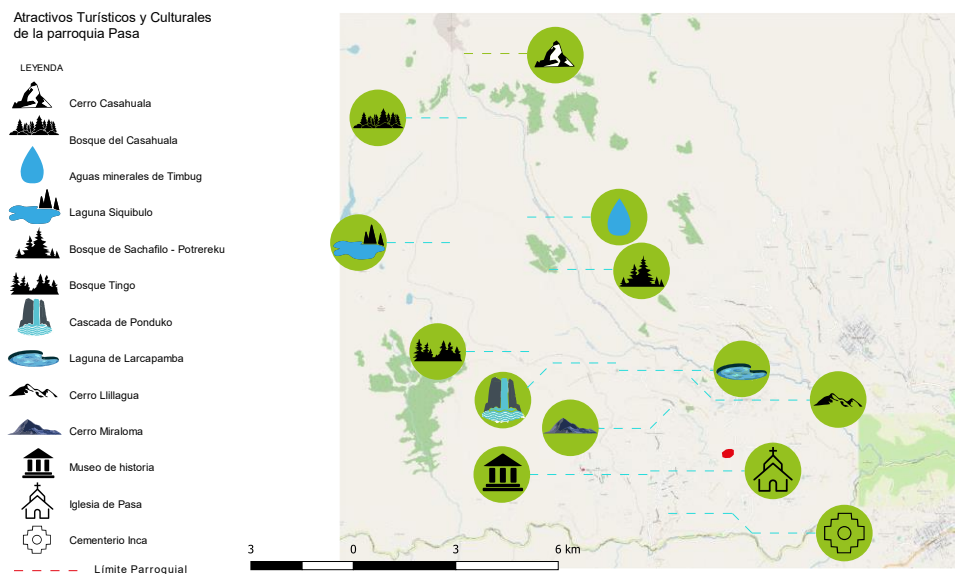 Atractivos Turísticos y Culturales
de la parroquia Pasa
LEYENDA
Cerro Casahuala
Bosque del Casahuala
Aguas minerales de Timbug
Laguna Siquibulo
Bosque de Sachafilo - Potrereku
Bosque Tingo
Cascada de Ponduko
Laguna de Larcapamba
Cerro Llillagua
Cerro Miraloma
Museo de historia
Iglesia de Pasa
Cementerio Inca
Límite Parroquial
3 0 3 6 km